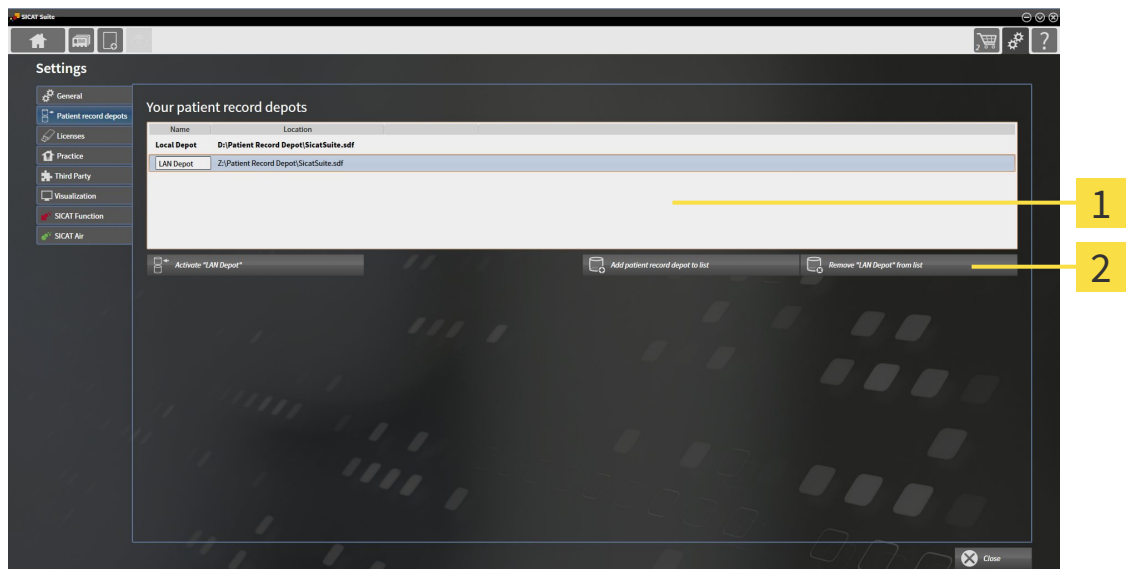 SICAT Suite
2
?
Settings
General
Patient record depots
Licenses
Practice
Third Party
Visualization
SICAT Function
SICAT Air
Your patient record depots
Name Location
Local Depot D:\Patient Record Depot\SicatSuite.sdf
LAN Depot Z:\Patient Record Depot\SicatSuite.sdf
Activate "LAN Depot"
Add patient record depot to list
Remove "LAN Depot" from list
1
2
Close